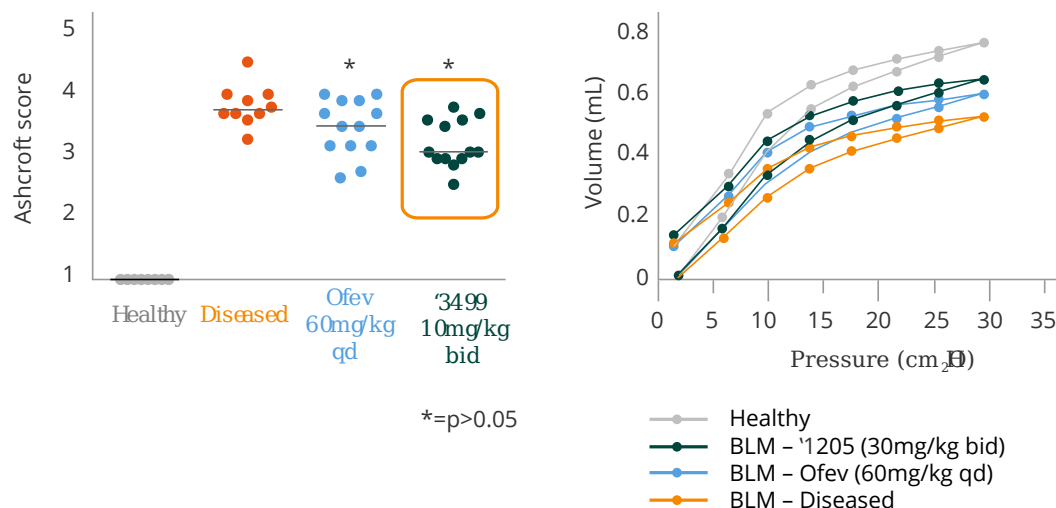 Ashcroft score
5
4
3
2
1
*
*
Healthy
Diseased
Ofev
60mg/kg
qd
‘3499
10mg/kg
bid
*=p>0.05
Volume (mL)
0.8
0.6
0.4
0.2
0
0 5 10 15 20 25 30 35
Pressure (cm₂H0)
Healthy
BLM – ‘1205 (30mg/kg bid)
BLM – Ofev (60mg/kg qd)
BLM – Diseased